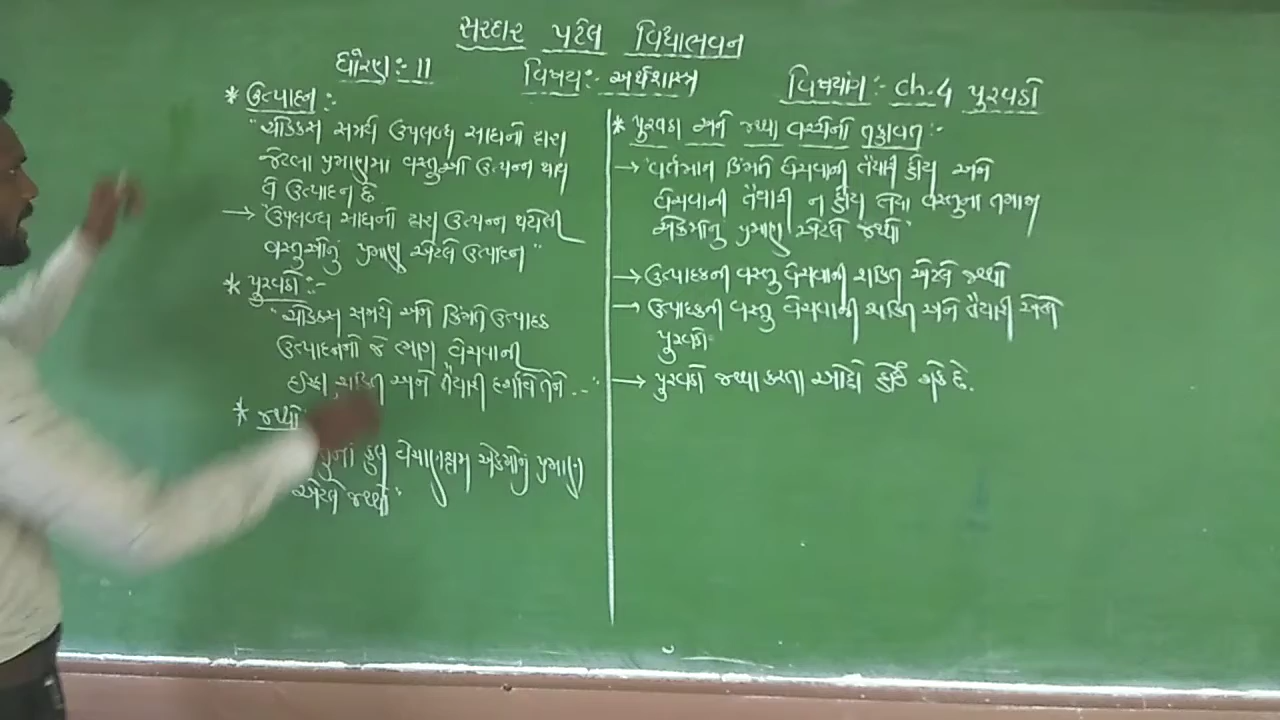 સરદાર પટેલ વિદ્યાભવન
ધોરણ:- 11
વિષય:- અર્થશાસ્ત્ર
વિષયાંગ:- ch.4 પુરવઠો
* ઉત્પાદન:-
"ચોક્કસ સમયે ઉપલબ્ધ સાધનો દ્વારા
જેટલા પ્રમાણમા વસ્તુઓ ઉત્પન્ન થાય
તે ઉત્પાદન છે
→ "ઉપલબ્ધ સાધનો દ્વારા ઉત્પન્ન થયેલી
વસ્તુઓનું પ્રમાણ એટલે ઉત્પાદન"
* પુરવઠો:-
"ચોક્કસ સમયે અને કિંમતે ઉત્પાદક
ઉત્પાદનનો જે ભાગ વેચવાની
ઈચ્છા શક્તિ અને તૈયારી દર્શાવે તેને ..."
* જથ્થો
કુલ વેચાણક્ષમ એકમોનું પ્રમાણ
એટલે જથ્થો"
* પુરવઠા અને જથ્થા વચ્ચેનો તફાવત:-
→ "વર્તમાન કિંમતે વેચવાની તૈયારી હોય અને
વેચવાની તૈયારી ન હોય તેવા વસ્તુના તમામ
એકમોનું પ્રમાણ એટલે જથ્થો"
→ ઉત્પાદકની વસ્તુ વેચવાની શક્તિ એટલે જથ્થો
→ ઉત્પાદકની વસ્તુ વેચવાની શક્તિ અને તૈયારી એટલે
પુરવઠો
→ પુરવઠો જથ્થા કરતા ઓછો હોઈ શકે છે.